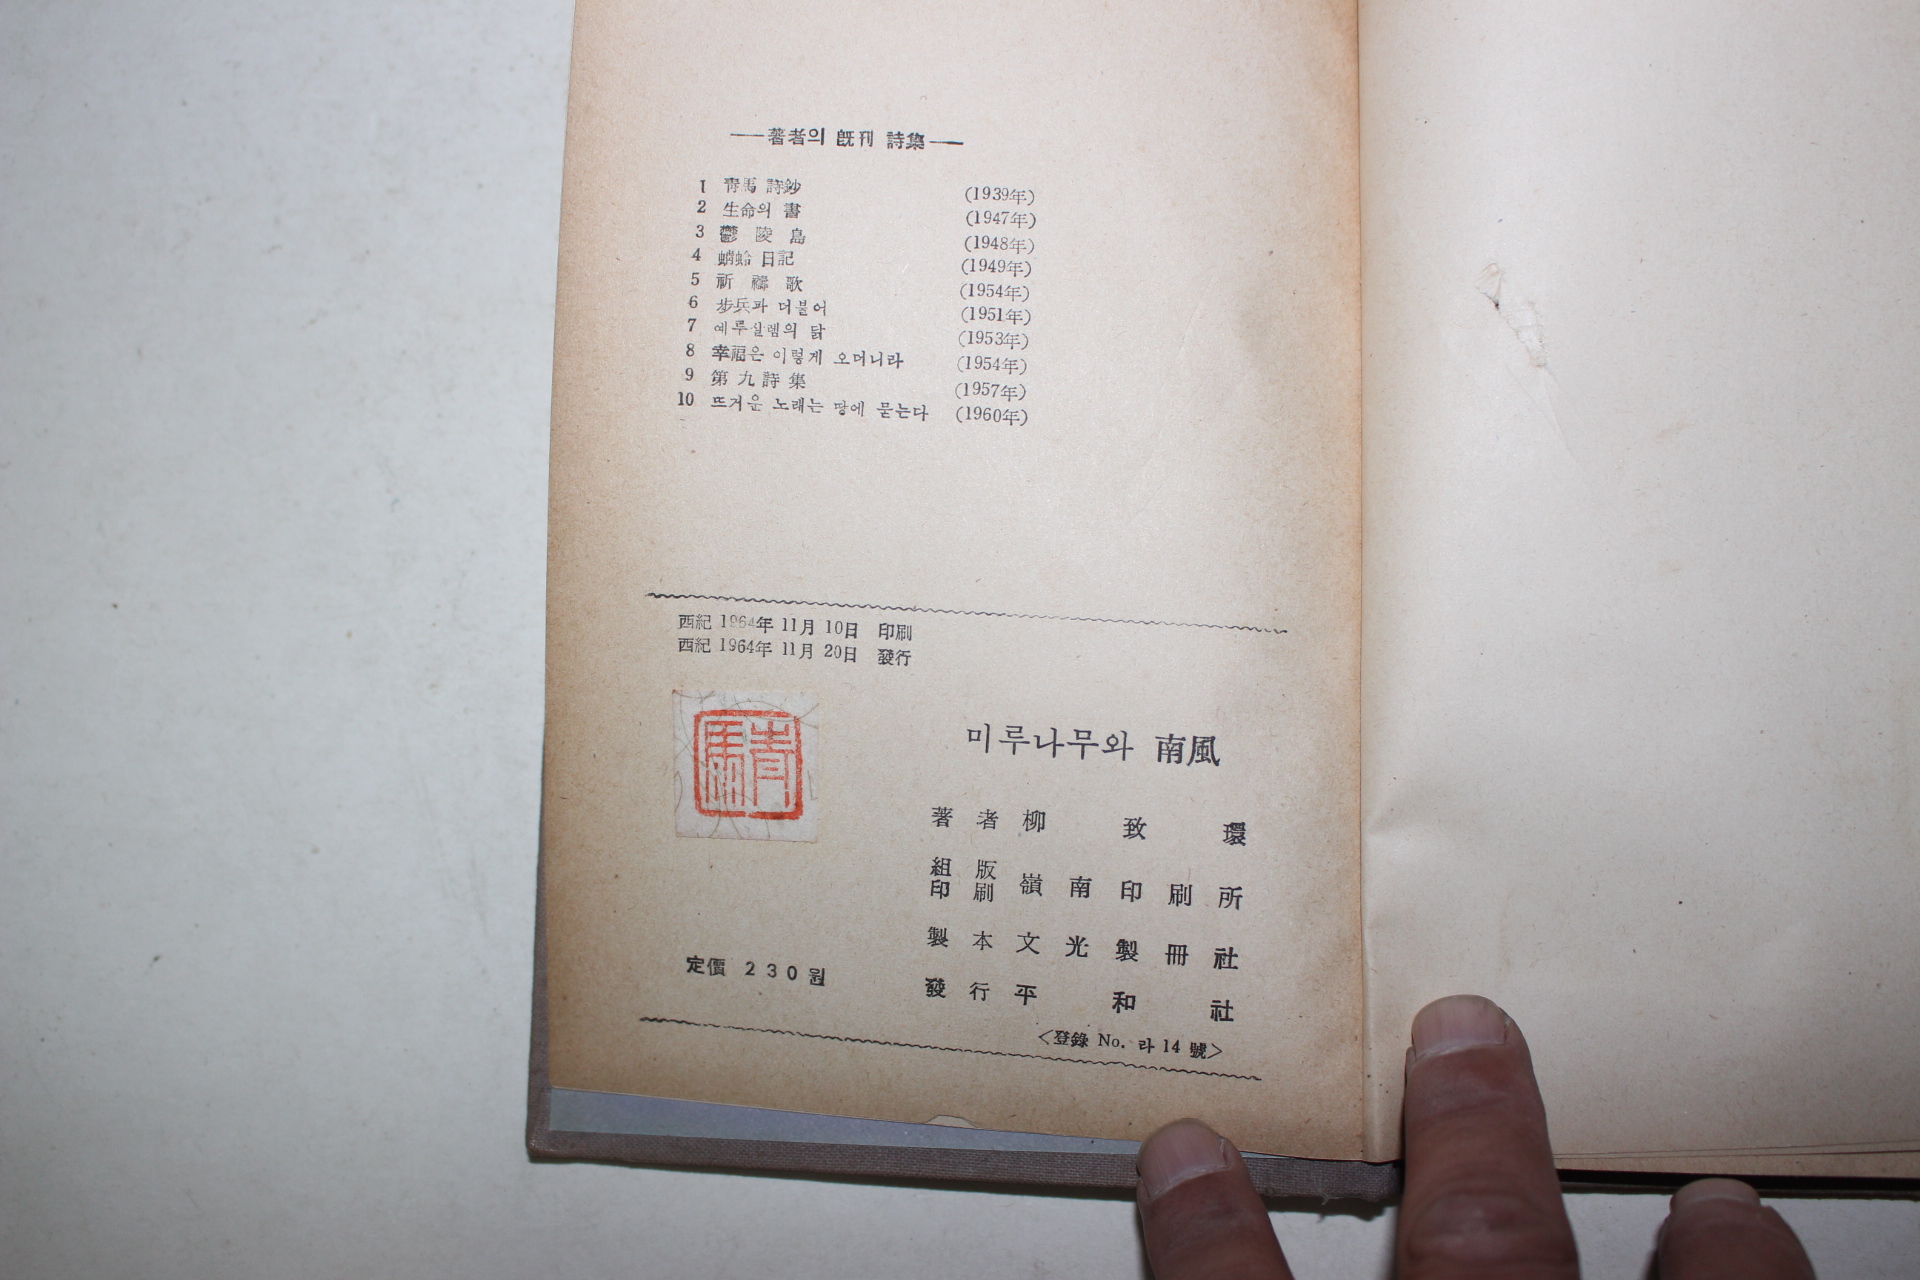 ──著者의 旣刊 詩集──
1 靑馬 詩鈔 (1939年)
2 生命의 書 (1947年)
3 鬱陵島 (1948年)
4 蜻蛉 日記 (1949年)
5 祈禱歌 (1954年)
6 步兵과 더불어 (1951年)
7 예루살렘의 닭 (1953年)
8 幸福은 이렇게 오더니라 (1954年)
9 第九詩集 (1957年)
10 뜨거운 노래는 땅에 묻는다 (1960年)
西紀 1964年 11月 10日 印刷
西紀 1964年 11月 20日 發行
靑馬
미루나무와 南風
著者 柳致環
組版
印刷 嶺南印刷所
製本 文光製冊社
定價 230원
發行 平和社
<登錄 No. 라 14 號>